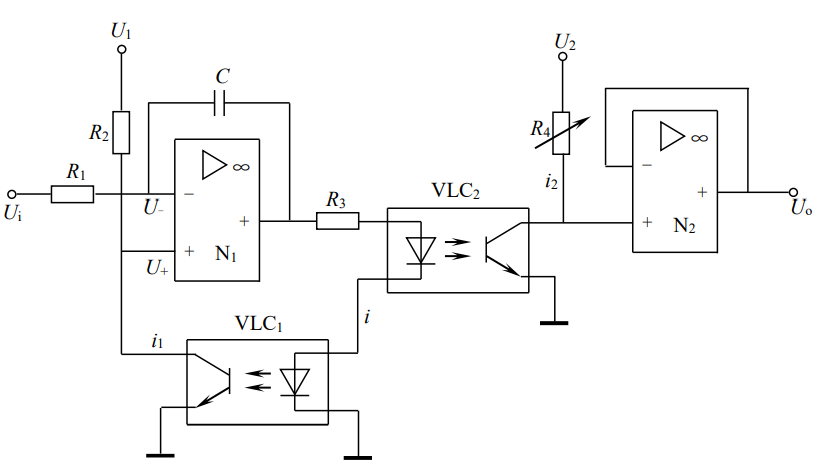 U₁
U₂
C
R₂
R₄
∞
∞
R₁
−
−
i₂
VLC₂
R₃
Uᵢ
U₋
+
+
Uₒ
+
N₁
+
N₂
U₊
i
VLC₁
i₁